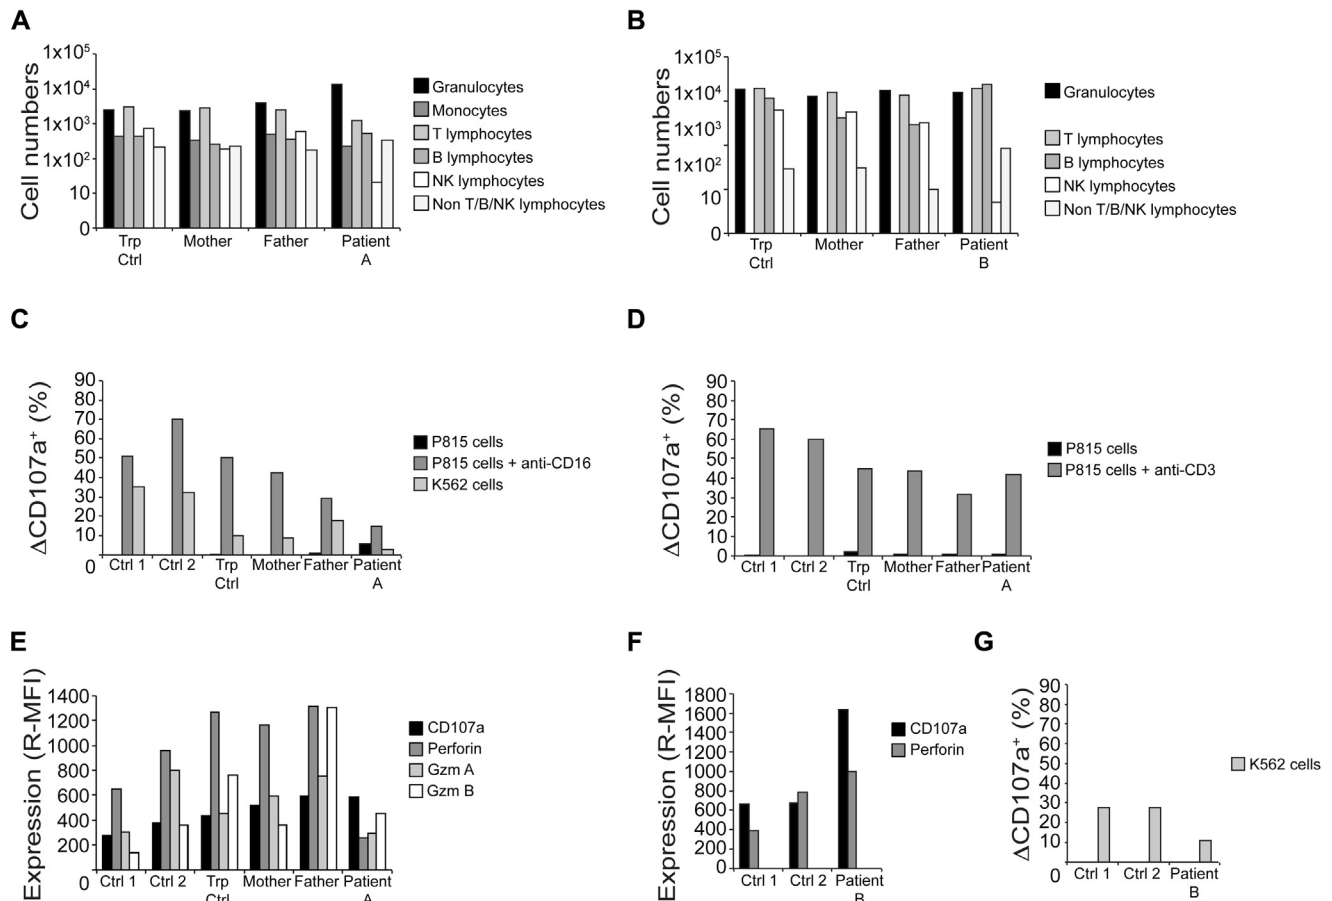 A
Cell numbers
1x10⁵
1x10⁴
1x10³
1x10²
10
0
Trp
Ctrl
Mother
Father
Patient
A
Granulocytes
Monocytes
T lymphocytes
B lymphocytes
NK lymphocytes
Non T/B/NK lymphocytes
B
Cell numbers
1x10⁵
1x10⁴
1x10³
1x10²
10
0
Trp
Ctrl
Mother
Father
Patient
B
Granulocytes
T lymphocytes
B lymphocytes
NK lymphocytes
Non T/B/NK lymphocytes
C
ΔCD107a⁺ (%)
90
80
70
60
50
40
30
20
10
0
Ctrl 1
Ctrl 2
Trp
Ctrl
Mother
Father
Patient
A
P815 cells
P815 cells + anti-CD16
K562 cells
D
ΔCD107a⁺ (%)
90
80
70
60
50
40
30
20
10
0
Ctrl 1
Ctrl 2
Trp
Ctrl
Mother
Father
Patient
A
P815 cells
P815 cells + anti-CD3
E
Expression (R-MFI)
1400
1200
1000
800
600
400
200
0
Ctrl 1
Ctrl 2
Trp
Ctrl
Mother
Father
Patient
A
CD107a
Perforin
Gzm A
Gzm B
F
Expression (R-MFI)
1800
1600
1400
1200
1000
800
600
400
200
0
Ctrl 1
Ctrl 2
Patient
B
CD107a
Perforin
G
ΔCD107a⁺ (%)
90
80
70
60
50
40
30
20
10
0
Ctrl 1
Ctrl 2
Patient
B
K562 cells